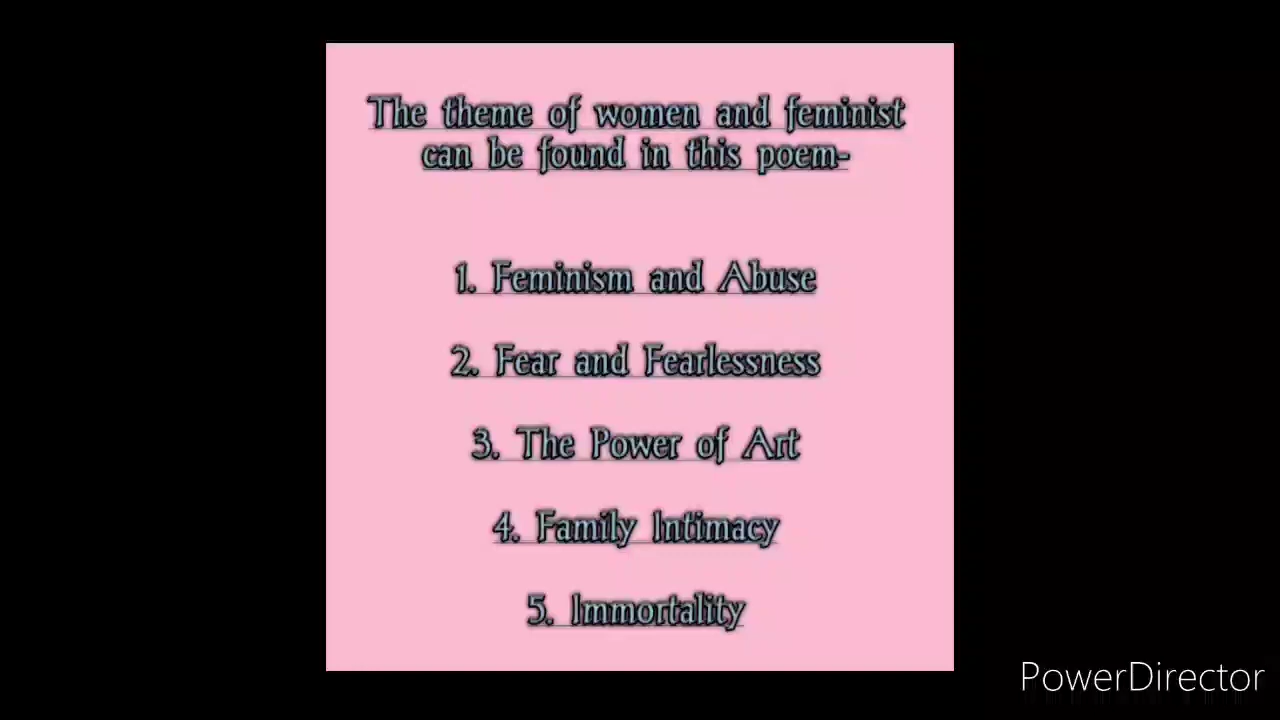 The theme of women and feminist
can be found in this poem-
1. Feminism and Abuse
2. Fear and Fearlessness
3. The Power of Art
4. Family Intimacy
5. Immortality
PowerDirector